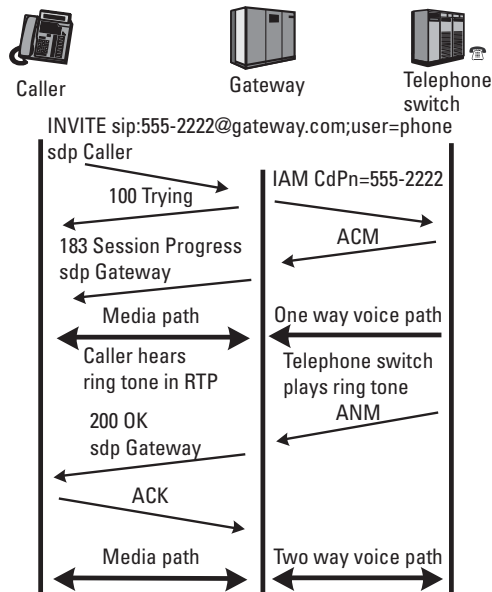 Caller
Gateway
Telephone
switch
INVITE sip:555-2222@gateway.com;user=phone
sdp Caller
IAM CdPn=555-2222
100 Trying
ACM
183 Session Progress
sdp Gateway
Media path
One way voice path
Caller hears
ring tone in RTP
Telephone switch
plays ring tone
ANM
200 OK
sdp Gateway
ACK
Media path
Two way voice path